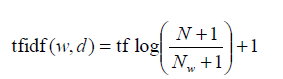 tfidf(w, d) = tf log( (N + 1) / (N_w + 1) ) + 1